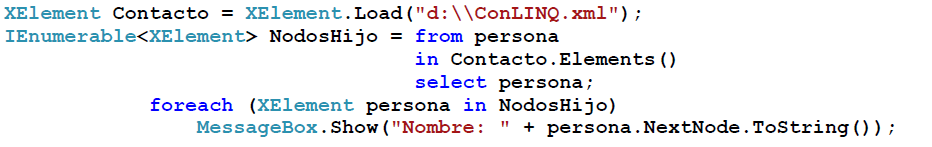 XElement Contacto = XElement.Load("d:\\ConLINQ.xml");
IEnumerable<XElement> NodosHijo = from persona
in Contacto.Elements()
select persona;
foreach (XElement persona in NodosHijo)
MessageBox.Show("Nombre: " + persona.NextNode.ToString());